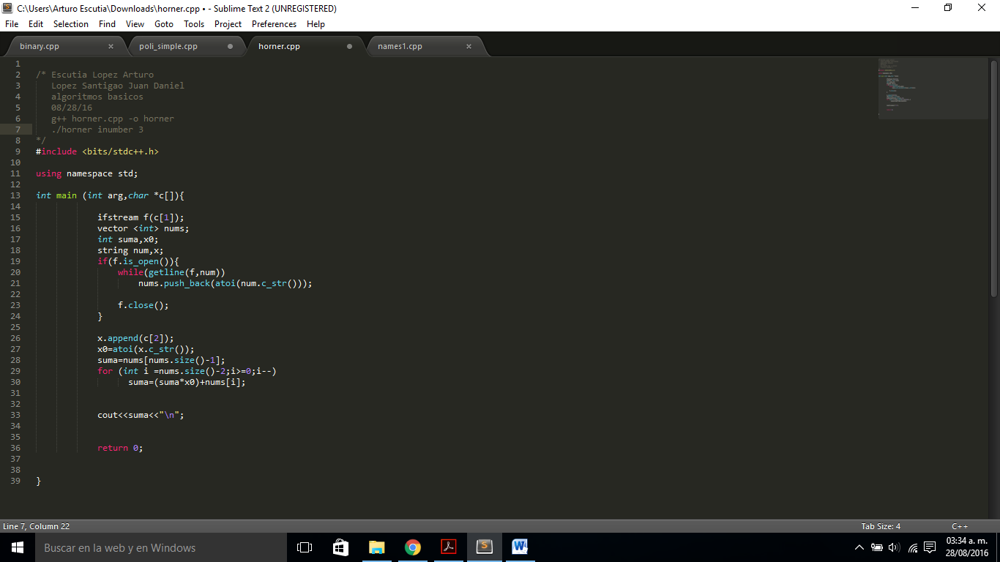 C:\Users\Arturo Escutia\Downloads\horner.cpp • - Sublime Text 2 (UNREGISTERED)
File Edit Selection Find View Goto Tools Project Preferences Help
binary.cpp × poli_simple.cpp horner.cpp names1.cpp ×
1
2 /* Escutia Lopez Arturo
3 Lopez Santigao Juan Daniel
4 algoritmos basicos
5 08/28/16
6 g++ horner.cpp -o horner
7 ./horner inumber 3
8 */
9 #include <bits/stdc++.h>
10
11 using namespace std;
12
13 int main (int arg,char *c[]){
14
15 ifstream f(c[1]);
16 vector <int> nums;
17 int suma,x0;
18 string num,x;
19 if(f.is_open()){
20 while(getline(f,num))
21 nums.push_back(atoi(num.c_str()));
22
23 f.close();
24 }
25
26 x.append(c[2]);
27 x0=atoi(x.c_str());
28 suma=nums[nums.size()-1];
29 for (int i =nums.size()-2;i>=0;i--)
30 suma=(suma*x0)+nums[i];
31
32
33 cout<<suma<<"\n";
34
35
36 return 0;
37
38
39 }
Line 7, Column 22 Tab Size: 4 C++
Buscar en la web y en Windows
03:34 a. m.
28/08/2016